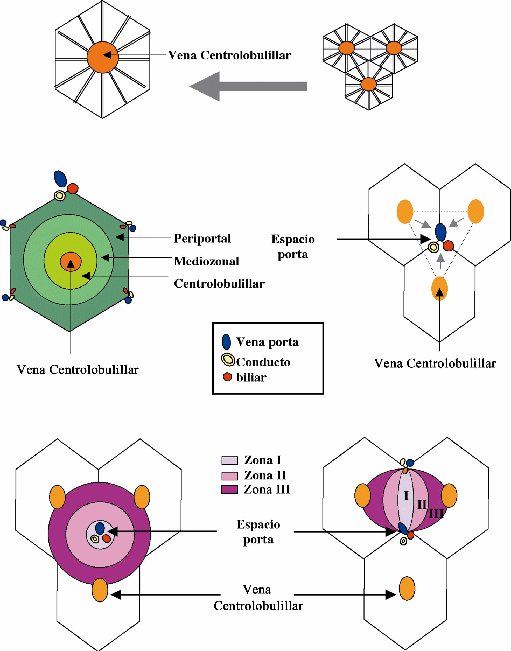 Vena Centrolobulillar
Periportal
Mediozonal
Centrolobulillar
Vena Centrolobulillar
Espacio
porta
Vena Centrolobulillar
Vena porta
Conducto
biliar
Zona I
Zona II
Zona III
I
II
III
Espacio
porta
Vena
Centrolobulillar